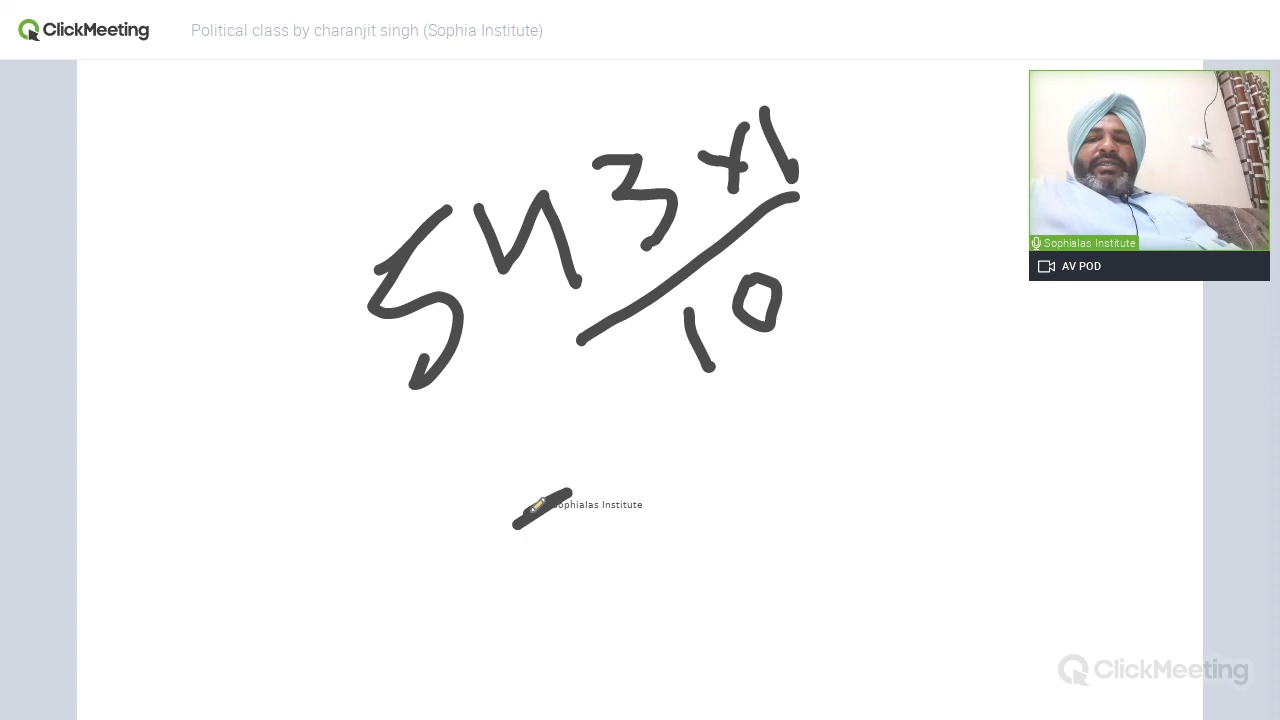 ClickMeeting
Political class by charanjit singh (Sophia Institute)
543+1
10
Sophialas Institute
AV POD
Sophialas Institute
ClickMeeting